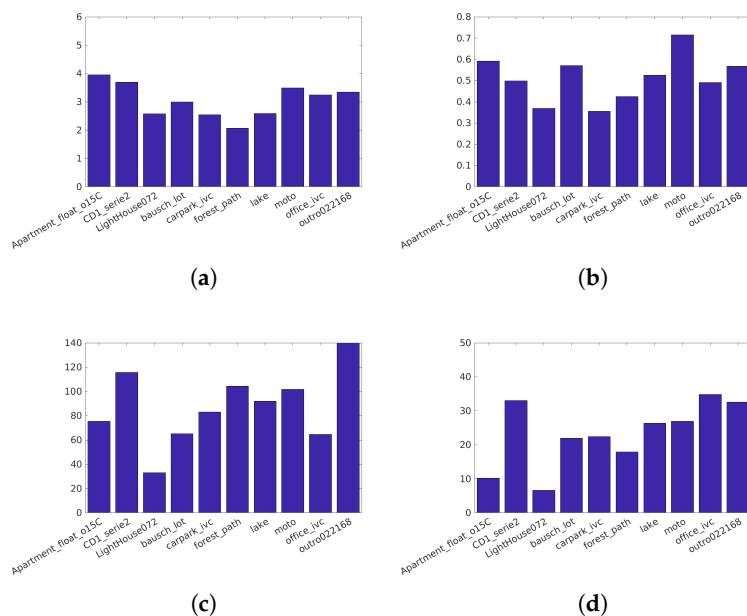 6
5
4
3
2
1
0
Apartment_float_o15C
CD1_serie2
LightHouse072
bausch_lot
carpark_ivc
forest_path
lake
moto
office_ivc
outro022168
(a)
0.8
0.7
0.6
0.5
0.4
0.3
0.2
0.1
0
Apartment_float_o15C
CD1_serie2
LightHouse072
bausch_lot
carpark_ivc
forest_path
lake
moto
office_ivc
outro022168
(b)
140
120
100
80
60
40
20
0
Apartment_float_o15C
CD1_serie2
LightHouse072
bausch_lot
carpark_ivc
forest_path
lake
moto
office_ivc
outro022168
(c)
50
40
30
20
10
0
Apartment_float_o15C
CD1_serie2
LightHouse072
bausch_lot
carpark_ivc
forest_path
lake
moto
office_ivc
outro022168
(d)